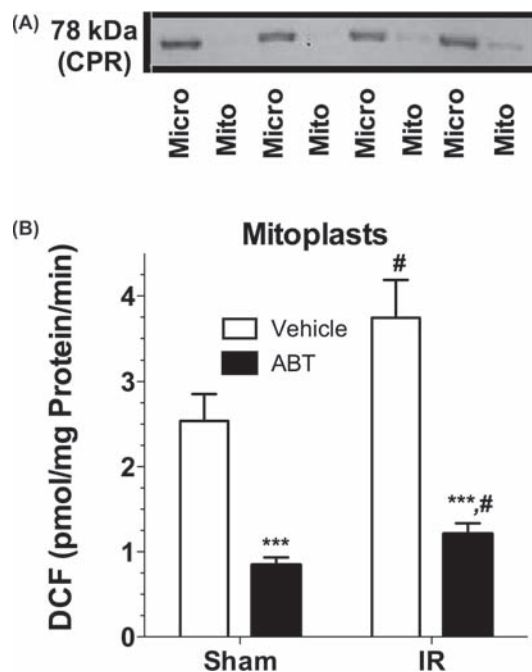 (A)
78 kDa
(CPR)
Micro Mito Micro Mito Micro Mito Micro Mito
(B)
Mitoplasts
DCF (pmol/mg Protein/min)
4
3
2
1
0
Vehicle
ABT
#
***
***,#
Sham IR